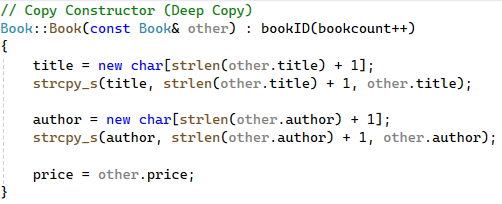 // Copy Constructor (Deep Copy)
Book::Book(const Book& other) : bookID(bookcount++)
{
    title = new char[strlen(other.title) + 1];
    strcpy_s(title, strlen(other.title) + 1, other.title);

    author = new char[strlen(other.author) + 1];
    strcpy_s(author, strlen(other.author) + 1, other.author);

    price = other.price;
}